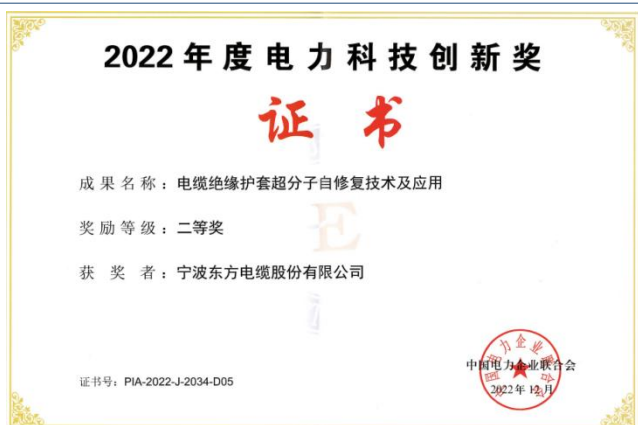 2022年度电力科技创新奖
证 书
成果名称：电缆绝缘护套超分子自修复技术及应用
奖励等级：二等奖
E
获 奖 者：宁波东方电缆股份有限公司
中国电力企业联合会
2022年12月
证书号：PIA-2022-J-2034-D05